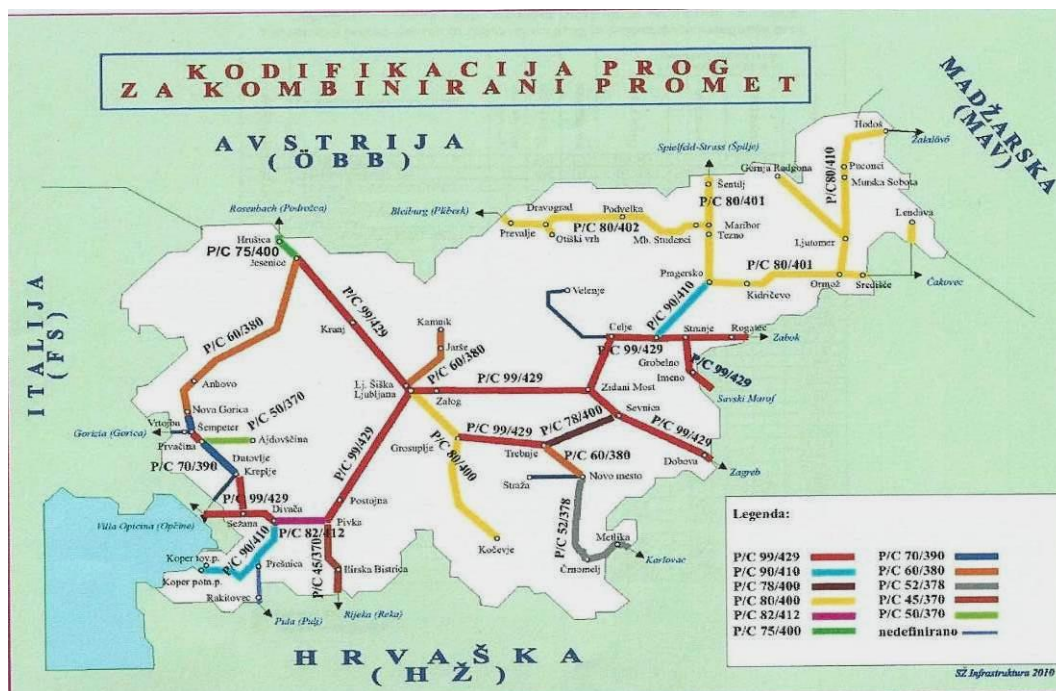 KODIFIKACIJA PROG
ZA KOMBINIRANI PROMET
AVSTRIJA
(ÖBB)
MADŽARSKA
(MAV)
ITALIJA
(FS)
HRVAŠKA
(HŽ)
Rosenbach (Podrožca)
Hrušica
P/C 75/400
Jesenice
P/C 99/429
Kranj
P/C 60/380
Anhovo
Nova Gorica
Vrtojba
Šempeter
Gorizia (Gorica)
P/C 50/370
Ajdovščina
Prvačina
Dutovlje
P/C 70/390
Kreplje
P/C 99/429
Villa Opicina (Opčine)
Sežana
Divača
P/C 82/412
Pivka
Postojna
P/C 99/429
Koper tov.p.
Koper potn.p.
P/C 90/410
Prešnica
Rakitovec
Pula (Pulj)
P/C 45/370
Ilirska Bistrica
Rijeka (Reka)
Kamnik
Jarše
P/C 60/380
Lj. Šiška
Ljubljana
Zalog
P/C 99/429
Grosuplje
P/C 80/400
Kočevje
P/C 99/429
Trebnje
P/C 78/400
P/C 60/380
Straža
Novo mesto
P/C 52/378
Metlika
Črnomelj
Karlovac
Zidani Most
Sevnica
P/C 99/429
Dobova
Zagreb
Velenje
Celje
P/C 99/429
P/C 90/410
Grobelno
Stranje
Rogatec
Zabok
Imeno
P/C 99/429
Savski Marof
Bleiburg (Pliberk)
Prevalje
Dravograd
Otiški vrh
Podvelka
P/C 80/402
Mb. Studenci
Spielfeld-Strass (Špilje)
Šentilj
P/C 80/401
Maribor
Tezno
Pragersko
Kidričevo
P/C 80/401
Ormož
Središče
Čakovec
Lendava
Ljutomer
Gornja Radgona
Murska Sobota
Puconci
P/C80/410
Hodoš
Zalalövő
Legenda:
P/C 99/429
P/C 90/410
P/C 78/400
P/C 80/400
P/C 82/412
P/C 75/400
P/C 70/390
P/C 60/380
P/C 52/378
P/C 45/370
P/C 50/370
nedefinirano
SŽ Infrastruktura 2010